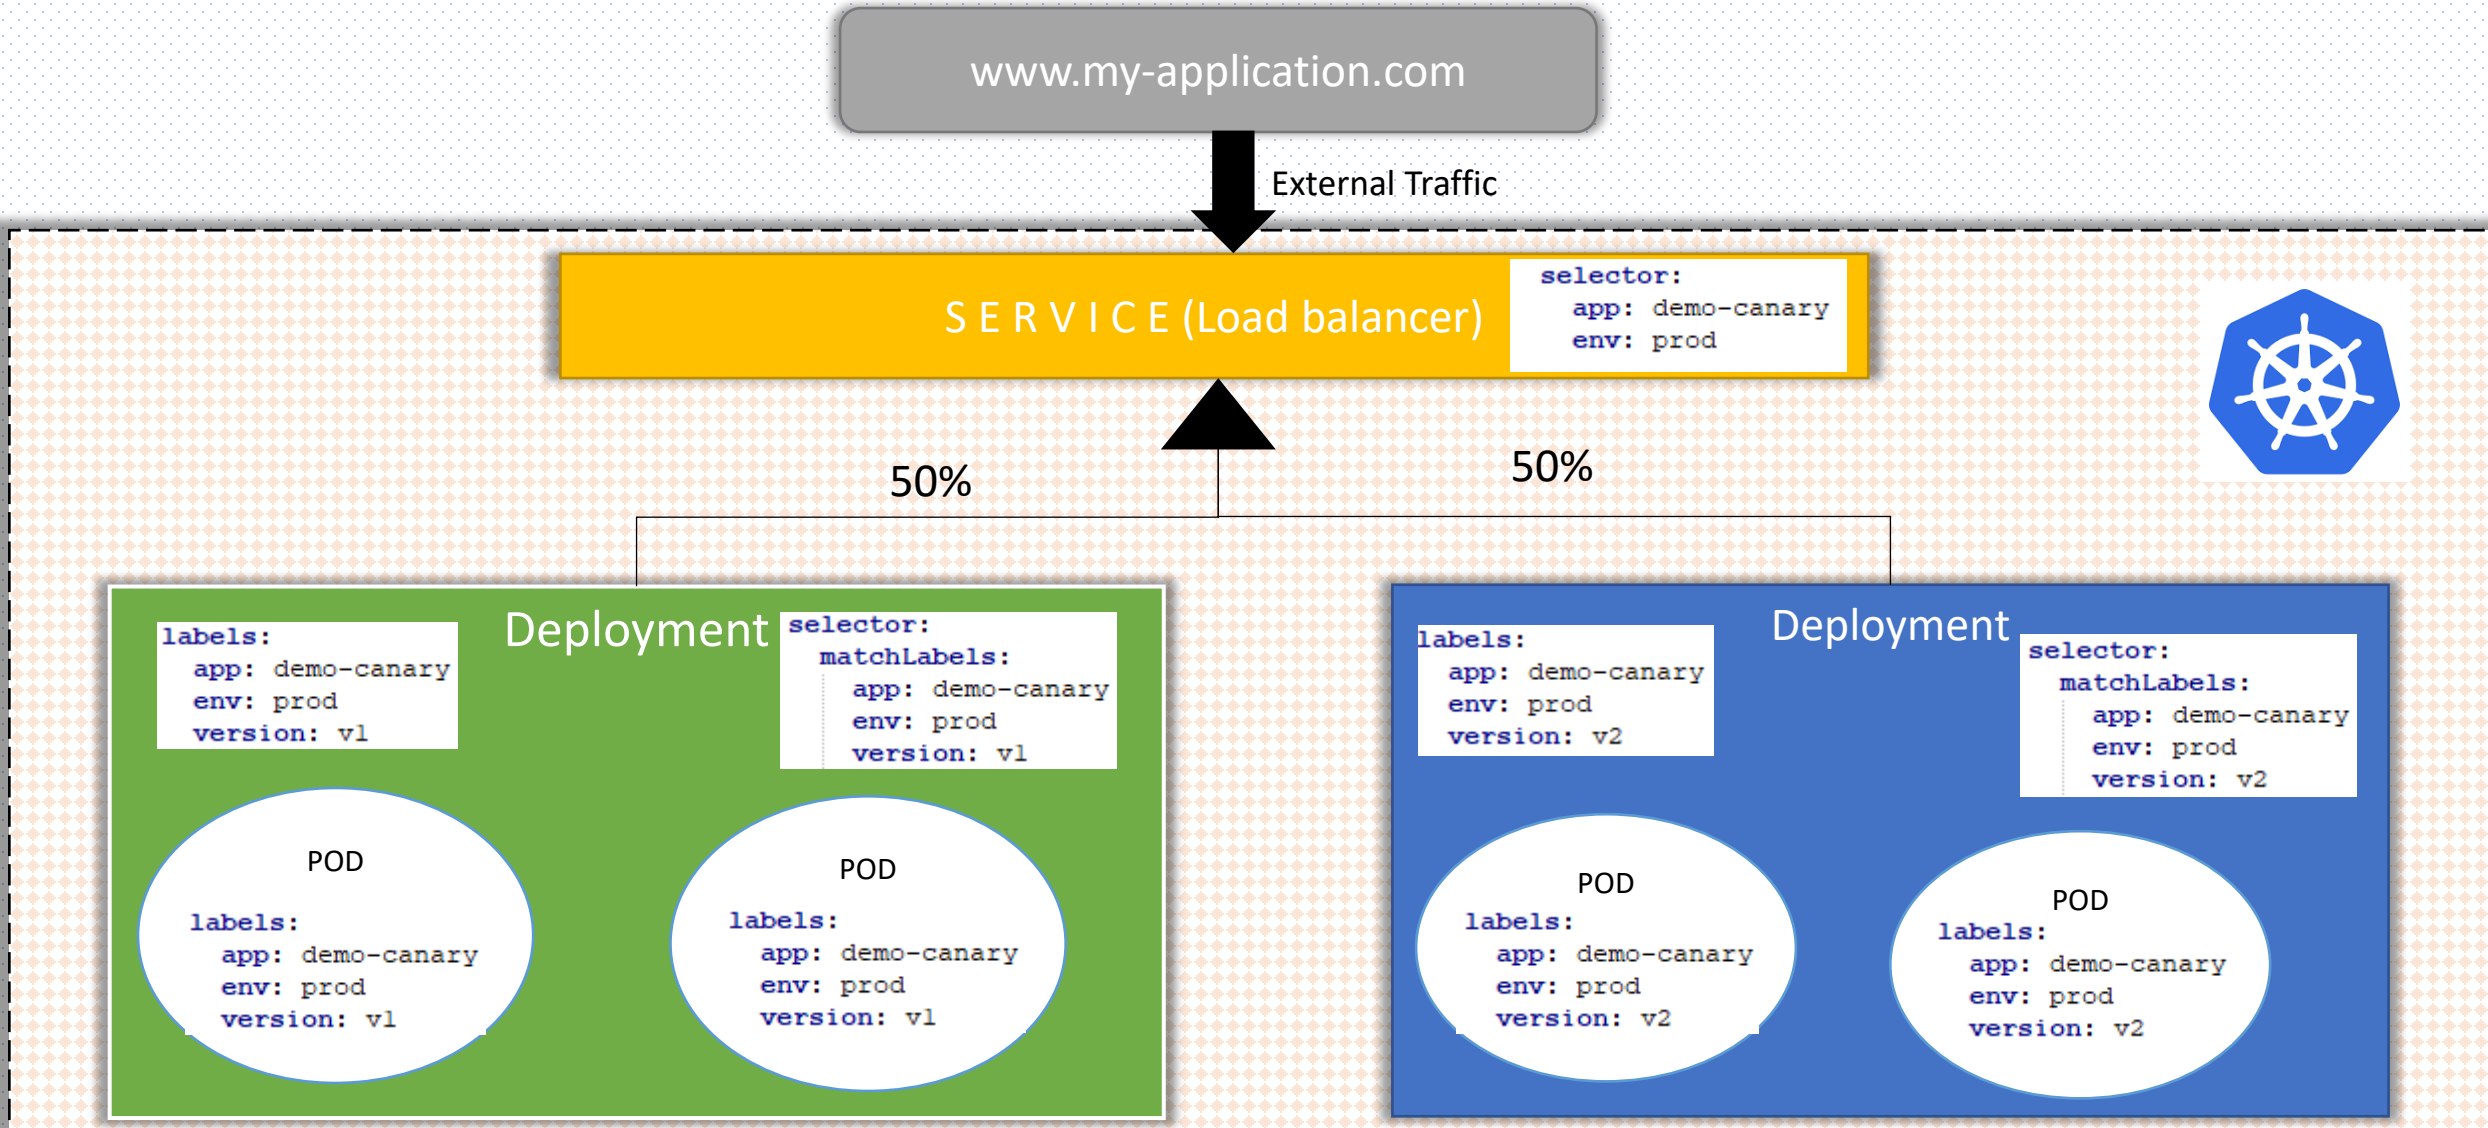 www.my-application.com
External Traffic
S E R V I C E (Load balancer)
selector:
app: demo-canary
env: prod
50%
50%
Deployment
labels:
app: demo-canary
env: prod
version: v1
selector:
matchLabels:
app: demo-canary
env: prod
version: v1
POD
labels:
app: demo-canary
env: prod
version: v1
POD
labels:
app: demo-canary
env: prod
version: v1
Deployment
labels:
app: demo-canary
env: prod
version: v2
selector:
matchLabels:
app: demo-canary
env: prod
version: v2
POD
labels:
app: demo-canary
env: prod
version: v2
POD
labels:
app: demo-canary
env: prod
version: v2